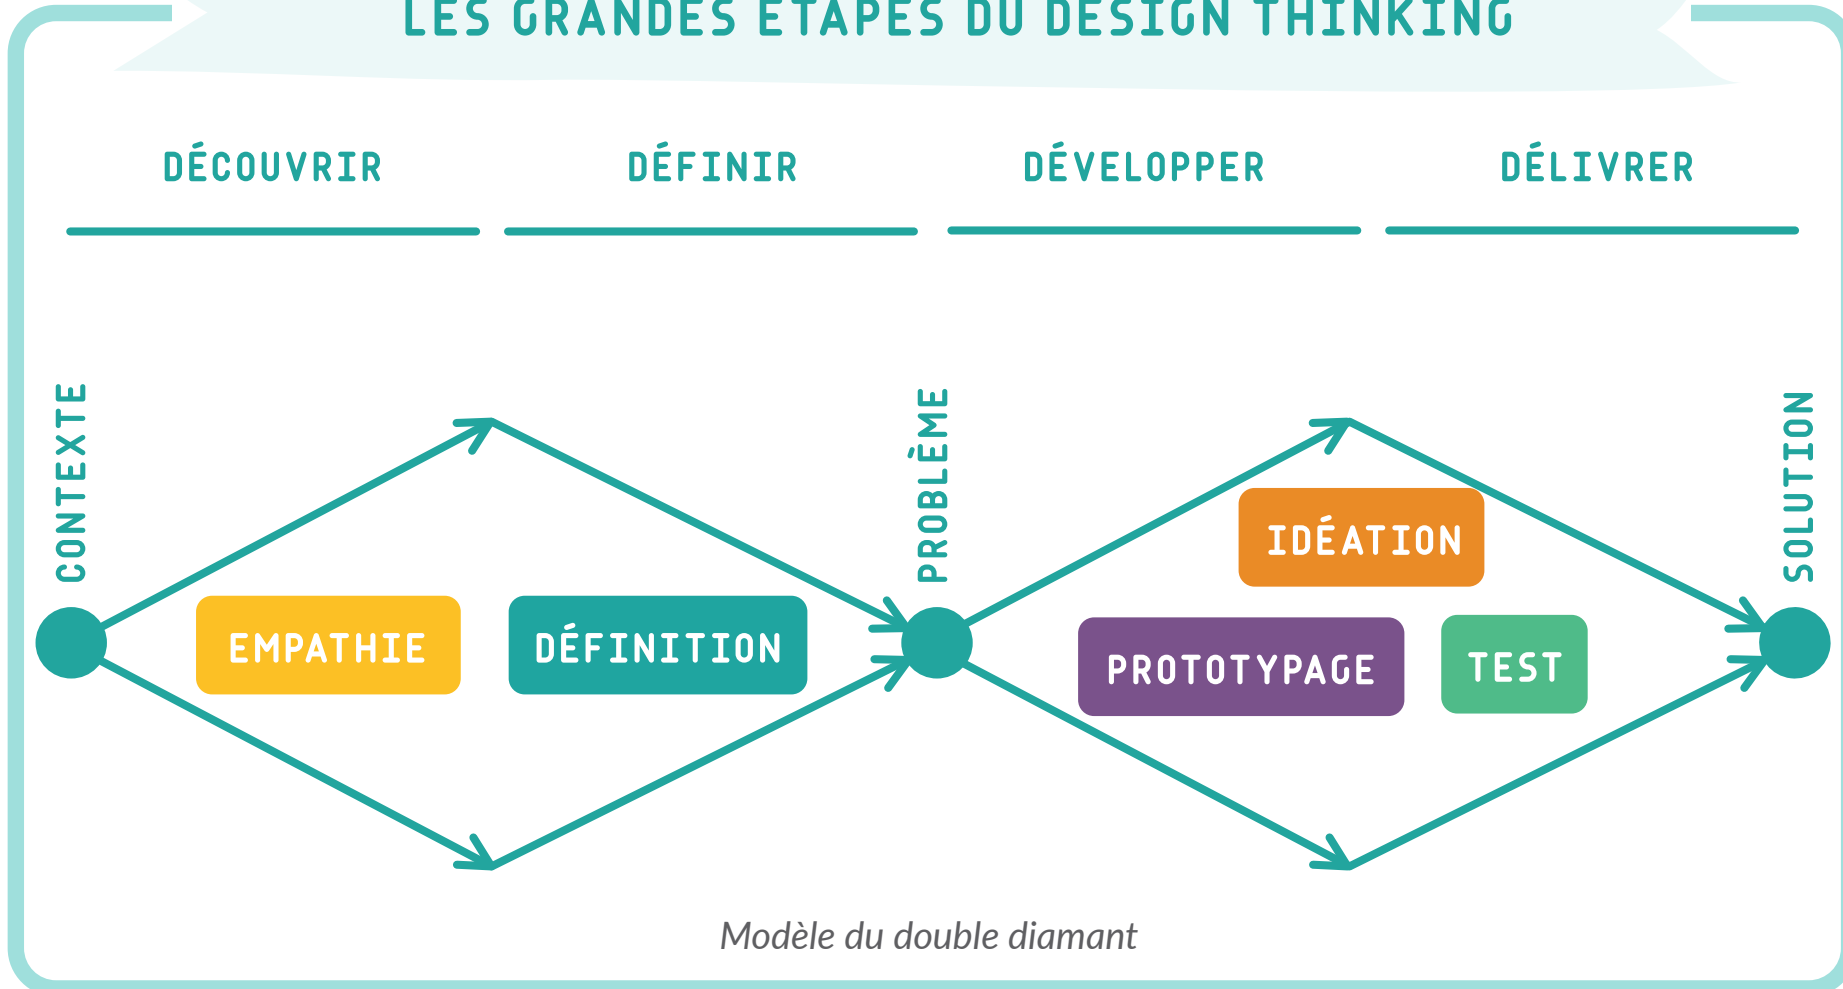 LES GRANDES ETAPES DU DESIGN THINKING
DÉCOUVRIR
DÉFINIR
DÉVELOPPER
DÉLIVRER
CONTEXTE
PROBLÈME
SOLUTION
IDÉATION
EMPATHIE
DÉFINITION
PROTOTYPAGE
TEST
Modèle du double diamant